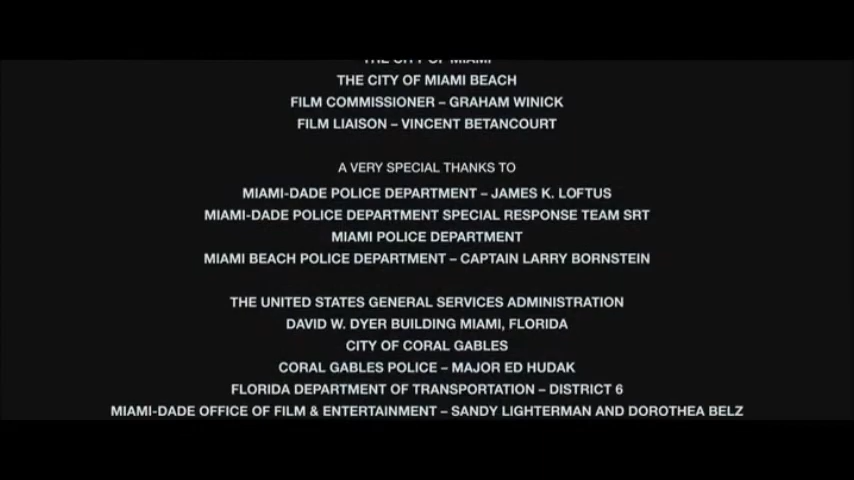 THE CITY OF MIAMI
THE CITY OF MIAMI BEACH
FILM COMMISSIONER – GRAHAM WINICK
FILM LIAISON – VINCENT BETANCOURT
A VERY SPECIAL THANKS TO
MIAMI-DADE POLICE DEPARTMENT – JAMES K. LOFTUS
MIAMI-DADE POLICE DEPARTMENT SPECIAL RESPONSE TEAM SRT
MIAMI POLICE DEPARTMENT
MIAMI BEACH POLICE DEPARTMENT – CAPTAIN LARRY BORNSTEIN
THE UNITED STATES GENERAL SERVICES ADMINISTRATION
DAVID W. DYER BUILDING MIAMI, FLORIDA
CITY OF CORAL GABLES
CORAL GABLES POLICE – MAJOR ED HUDAK
FLORIDA DEPARTMENT OF TRANSPORTATION – DISTRICT 6
MIAMI-DADE OFFICE OF FILM & ENTERTAINMENT – SANDY LIGHTERMAN AND DOROTHEA BELZ